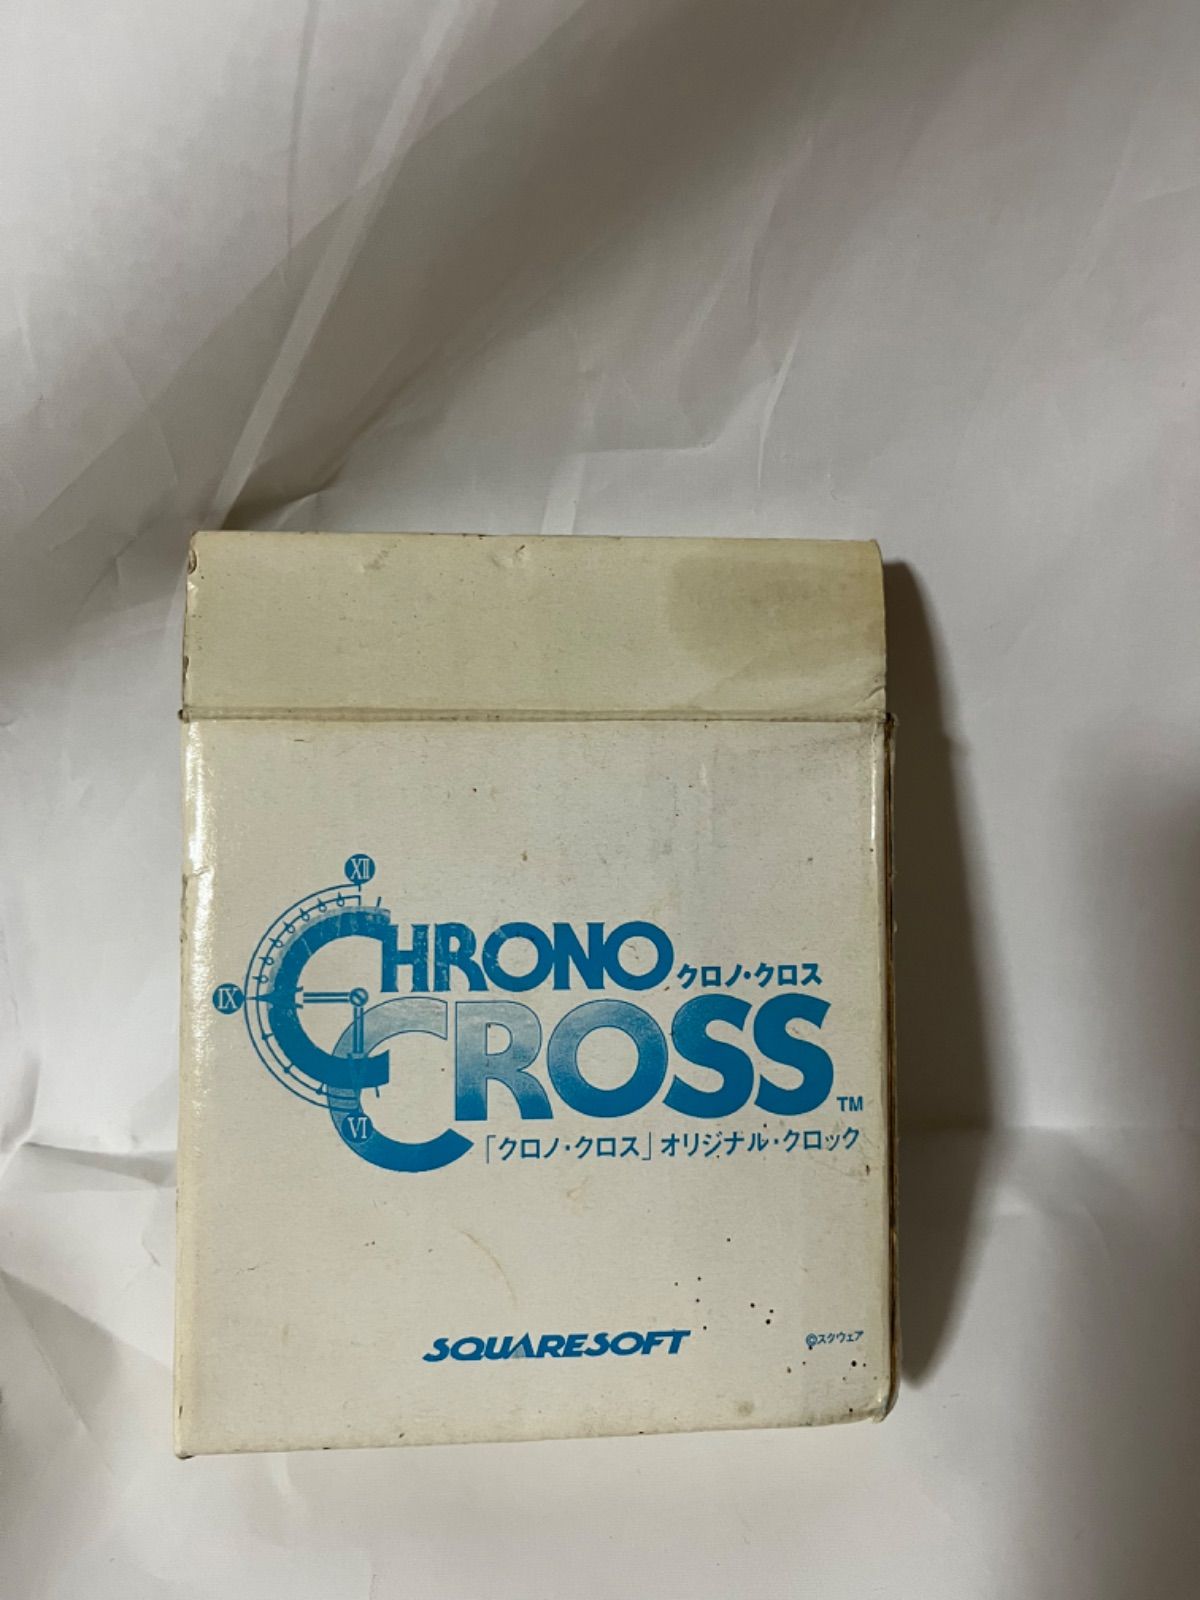 XII
CHRONO
クロノ・クロス
IX
CROSS
TM
VI
「クロノ・クロス」オリジナル・クロック
SQUARESOFT
©スクウェア